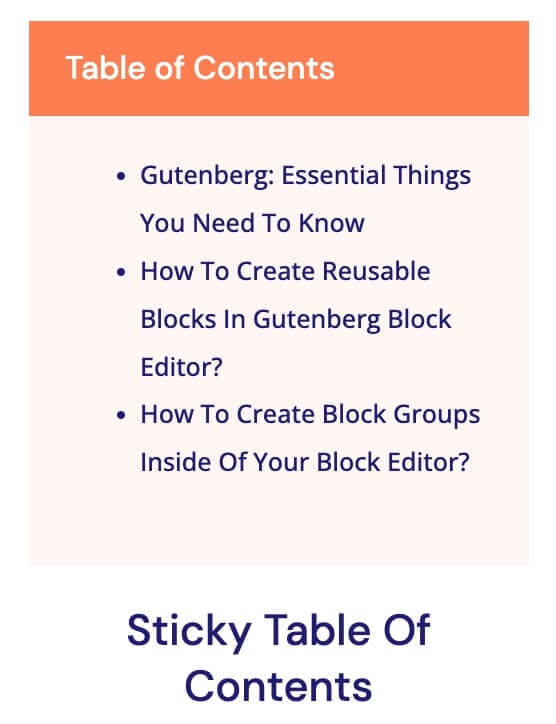 Table of Contents
• Gutenberg: Essential Things
You Need To Know
• How To Create Reusable
Blocks In Gutenberg Block
Editor?
• How To Create Block Groups
Inside Of Your Block Editor?
Sticky Table Of
Contents